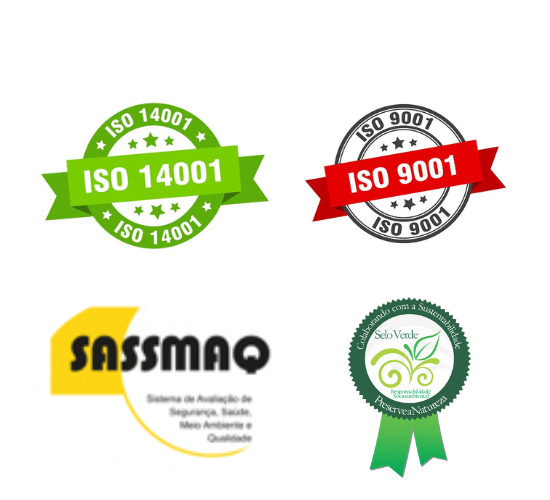 ISO 14001
ISO 14001
ISO 14001
ISO 9001
ISO 9001
ISO 9001
SASSMAQ
Sistema de Avaliação de
Segurança, Saúde,
Meio Ambiente e
Qualidade
Colaborando com a Sustentabilidade
Selo Verde
Responsabilidade
Socioambiental
PreserveaNatureza